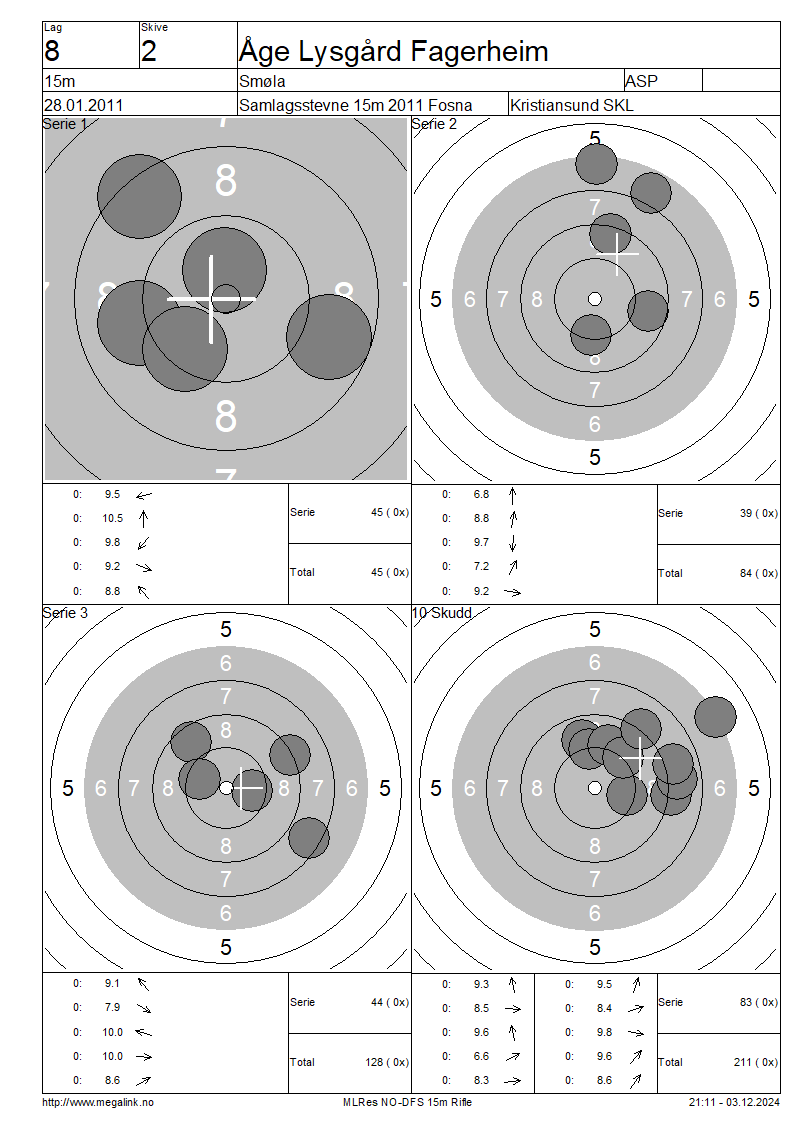 Lag Skive
8 2 Åge Lysgård Fagerheim
15m Smøla ASP
28.01.2011 Samlagsstevne 15m 2011 Fosna Kristiansund SKL
Serie 1
7
8
7 8 8 7
8
7
Serie 2
5
7
5 6 7 8 7 6 5
8
7
6
5
0: 9.5
0: 10.5
0: 9.8
0: 9.2
0: 8.8
Serie 45 ( 0x)
Total 45 ( 0x)
0: 6.8
0: 8.8
0: 9.7
0: 7.2
0: 9.2
Serie 39 ( 0x)
Total 84 ( 0x)
Serie 3
5
6
7
8
5 6 7 8 8 7 6 5
8
7
6
5
10 Skudd
5
6
7
8
5 6 7 8 8 6 5
8
7
6
5
0: 9.1
0: 7.9
0: 10.0
0: 10.0
0: 8.6
Serie 44 ( 0x)
Total 128 ( 0x)
0: 9.3 0: 9.5
0: 8.5 0: 8.4
0: 9.6 0: 9.8
0: 6.6 0: 9.6
0: 8.3 0: 8.6
Serie 83 ( 0x)
Total 211 ( 0x)
http://www.megalink.no MLRes NO-DFS 15m Rifle 21:11 - 03.12.2024